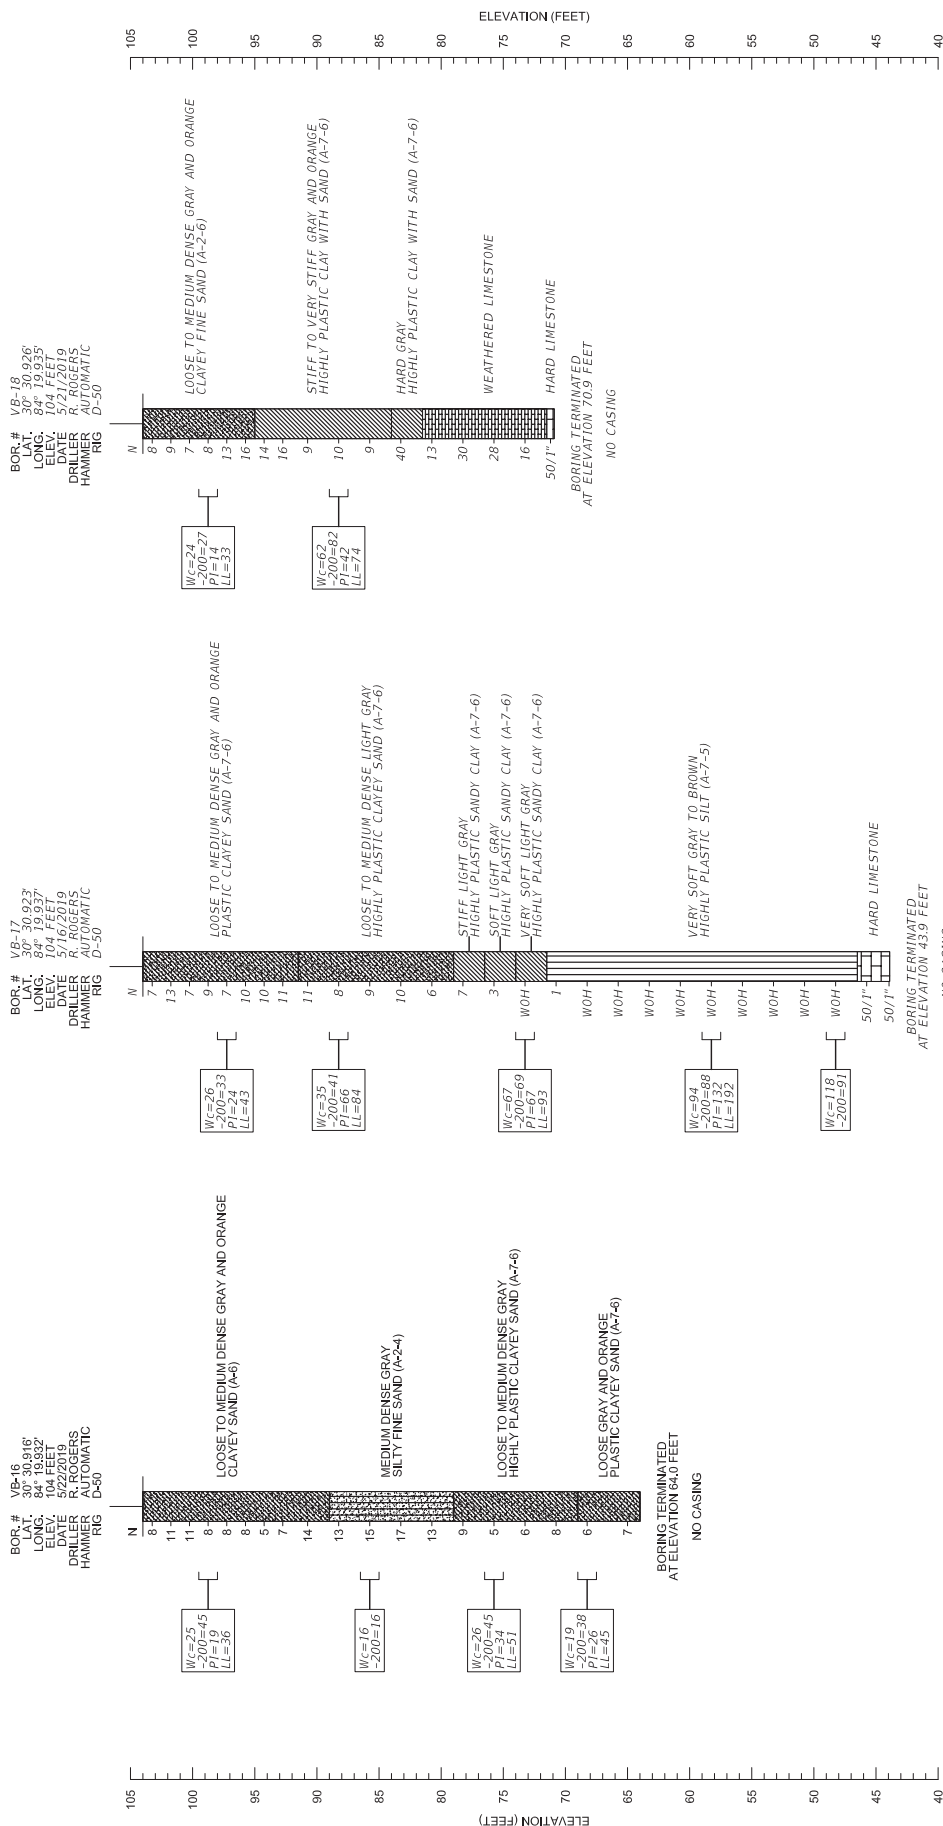 ELEVATION (FEET)
105
100
95
90
85
80
75
70
65
60
55
50
45
40
BOR.# VB-16
LAT. 30° 30.916'
LONG. 84° 19.932'
ELEV. 104 FEET
DATE 5/22/2019
DRILLER R. ROGERS
HAMMER AUTOMATIC
RIG D-50
N
8
11
11
8
8
8
5
7
14
13
15
17
13
9
5
6
8
6
7
Wc=25
-200=45
PI=19
LL=36
Wc=16
-200=16
Wc=26
-200=45
PI=34
LL=51
Wc=19
-200=38
PI=26
LL=45
LOOSE TO MEDIUM DENSE GRAY AND ORANGE
CLAYEY SAND (A-6)
MEDIUM DENSE GRAY
SILTY FINE SAND (A-2-4)
LOOSE TO MEDIUM DENSE GRAY
HIGHLY PLASTIC CLAYEY SAND (A-7-6)
LOOSE GRAY AND ORANGE
PLASTIC CLAYEY SAND (A-7-6)
BORING TERMINATED
AT ELEVATION 64.0 FEET
NO CASING
BOR.# VB-17
LAT. 30° 30.923'
LONG. 84° 19.937'
ELEV. 104 FEET
DATE 5/16/2019
DRILLER R. ROGERS
HAMMER AUTOMATIC
RIG D-50
N
7
13
7
9
7
10
10
11
11
8
9
10
6
7
3
WOH
1
WOH
WOH
WOH
WOH
WOH
WOH
WOH
WOH
WOH
50/1"
50/1"
Wc=26
-200=33
PI=24
LL=43
Wc=35
-200=41
PI=66
LL=84
Wc=67
-200=69
PI=67
LL=93
Wc=94
-200=88
PI=132
LL=192
Wc=118
-200=91
LOOSE TO MEDIUM DENSE GRAY AND ORANGE
PLASTIC CLAYEY SAND (A-7-6)
LOOSE TO MEDIUM DENSE LIGHT GRAY
HIGHLY PLASTIC CLAYEY SAND (A-7-6)
STIFF LIGHT GRAY
HIGHLY PLASTIC SANDY CLAY (A-7-6)
SOFT LIGHT GRAY
HIGHLY PLASTIC SANDY CLAY (A-7-6)
VERY SOFT LIGHT GRAY
HIGHLY PLASTIC SANDY CLAY (A-7-6)
VERY SOFT GRAY TO BROWN
HIGHLY PLASTIC SILT (A-7-5)
HARD LIMESTONE
BORING TERMINATED
AT ELEVATION 43.9 FEET
BOR.# VB-18
LAT. 30° 30.926'
LONG. 84° 19.935'
ELEV. 104 FEET
DATE 5/21/2019
DRILLER R. ROGERS
HAMMER AUTOMATIC
RIG D-50
N
8
9
7
8
13
16
14
16
9
10
9
40
13
30
28
16
50/1"
Wc=24
-200=27
PI=14
LL=33
Wc=62
-200=82
PI=42
LL=74
LOOSE TO MEDIUM DENSE GRAY AND ORANGE
CLAYEY FINE SAND (A-2-6)
STIFF TO VERY STIFF GRAY AND ORANGE
HIGHLY PLASTIC CLAY WITH SAND (A-7-6)
HARD GRAY
HIGHLY PLASTIC CLAY WITH SAND (A-7-6)
WEATHERED LIMESTONE
HARD LIMESTONE
BORING TERMINATED
AT ELEVATION 70.9 FEET
NO CASING
ELEVATION (FEET)
105
100
95
90
85
80
75
70
65
60
55
50
45
40